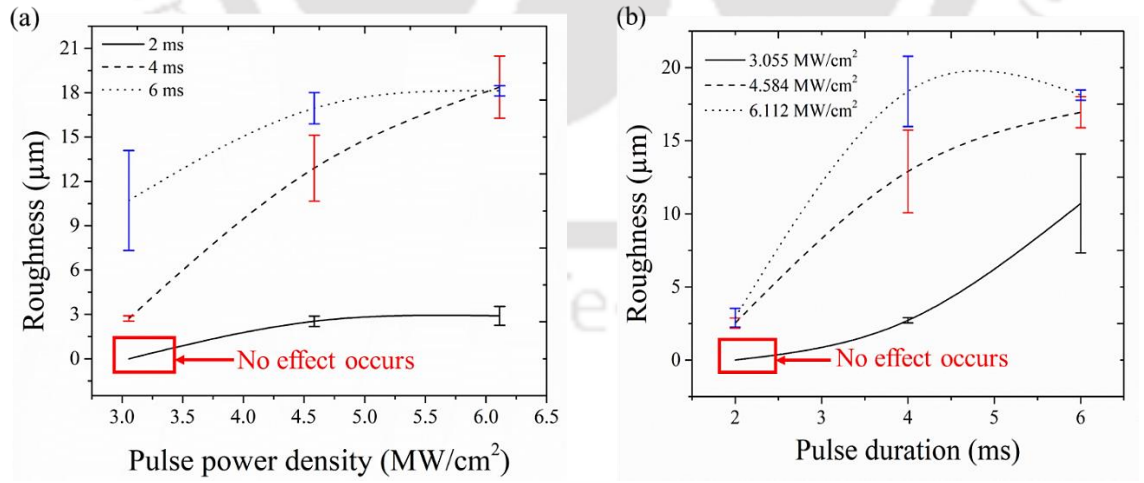 (a)
21
18
15
12
9
6
3
0
Roughness (µm)
2 ms
4 ms
6 ms
No effect occurs
3.0 3.5 4.0 4.5 5.0 5.5 6.0 6.5
Pulse power density (MW/cm²)
(b)
20
15
10
5
0
Roughness (µm)
3.055 MW/cm²
4.584 MW/cm²
6.112 MW/cm²
No effect occurs
2 3 4 5 6
Pulse duration (ms)